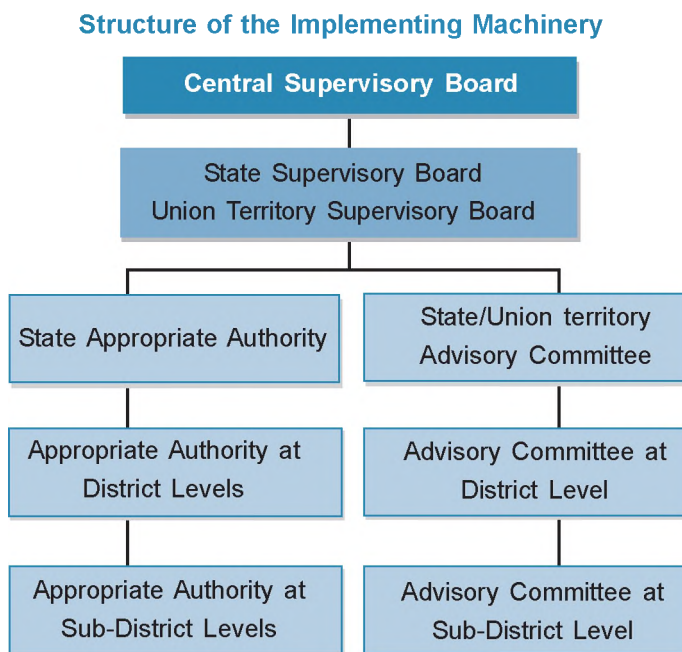 Structure of the Implementing Machinery
Central Supervisory Board
State Supervisory Board
Union Territory Supervisory Board
State Appropriate Authority
State/Union territory
Advisory Committee
Appropriate Authority at
District Levels
Advisory Committee at
District Level
Appropriate Authority at
Sub-District Levels
Advisory Committee at
Sub-District Level